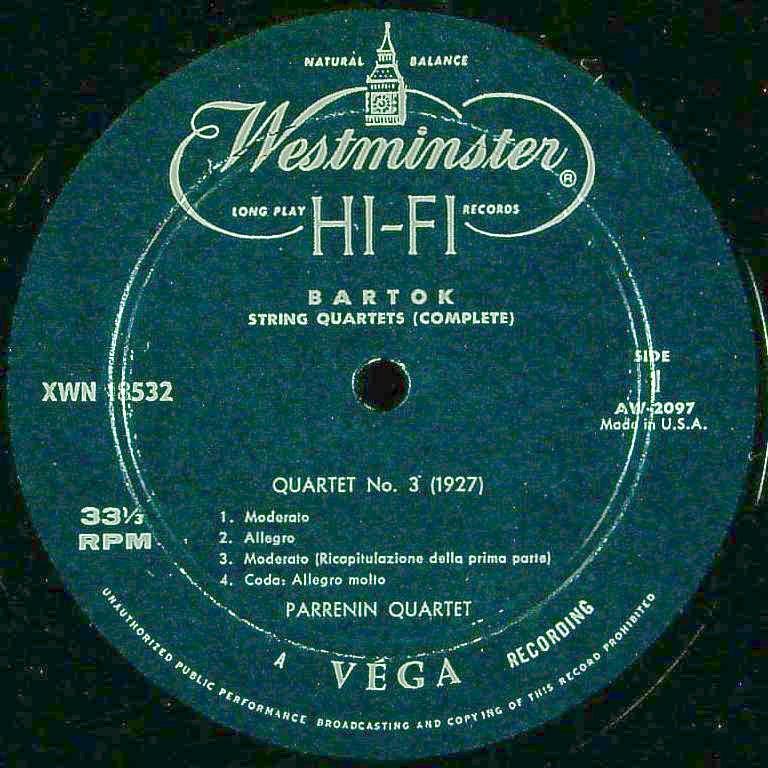 NATURAL BALANCE
Westminster®
LONG PLAY HI-FI RECORDS
BARTOK
STRING QUARTETS (COMPLETE)
SIDE
1
XWN 18532
AW-2097
Made in U.S.A.
QUARTET No. 3 (1927)
33⅓
RPM
1. Moderato
2. Allegro
3. Moderato (Ricapitulazione della prima parte)
4. Coda: Allegro molto
PARRENIN QUARTET
A VÉGA RECORDING
UNAUTHORIZED PUBLIC PERFORMANCE BROADCASTING AND COPYING OF THIS RECORD PROHIBITED